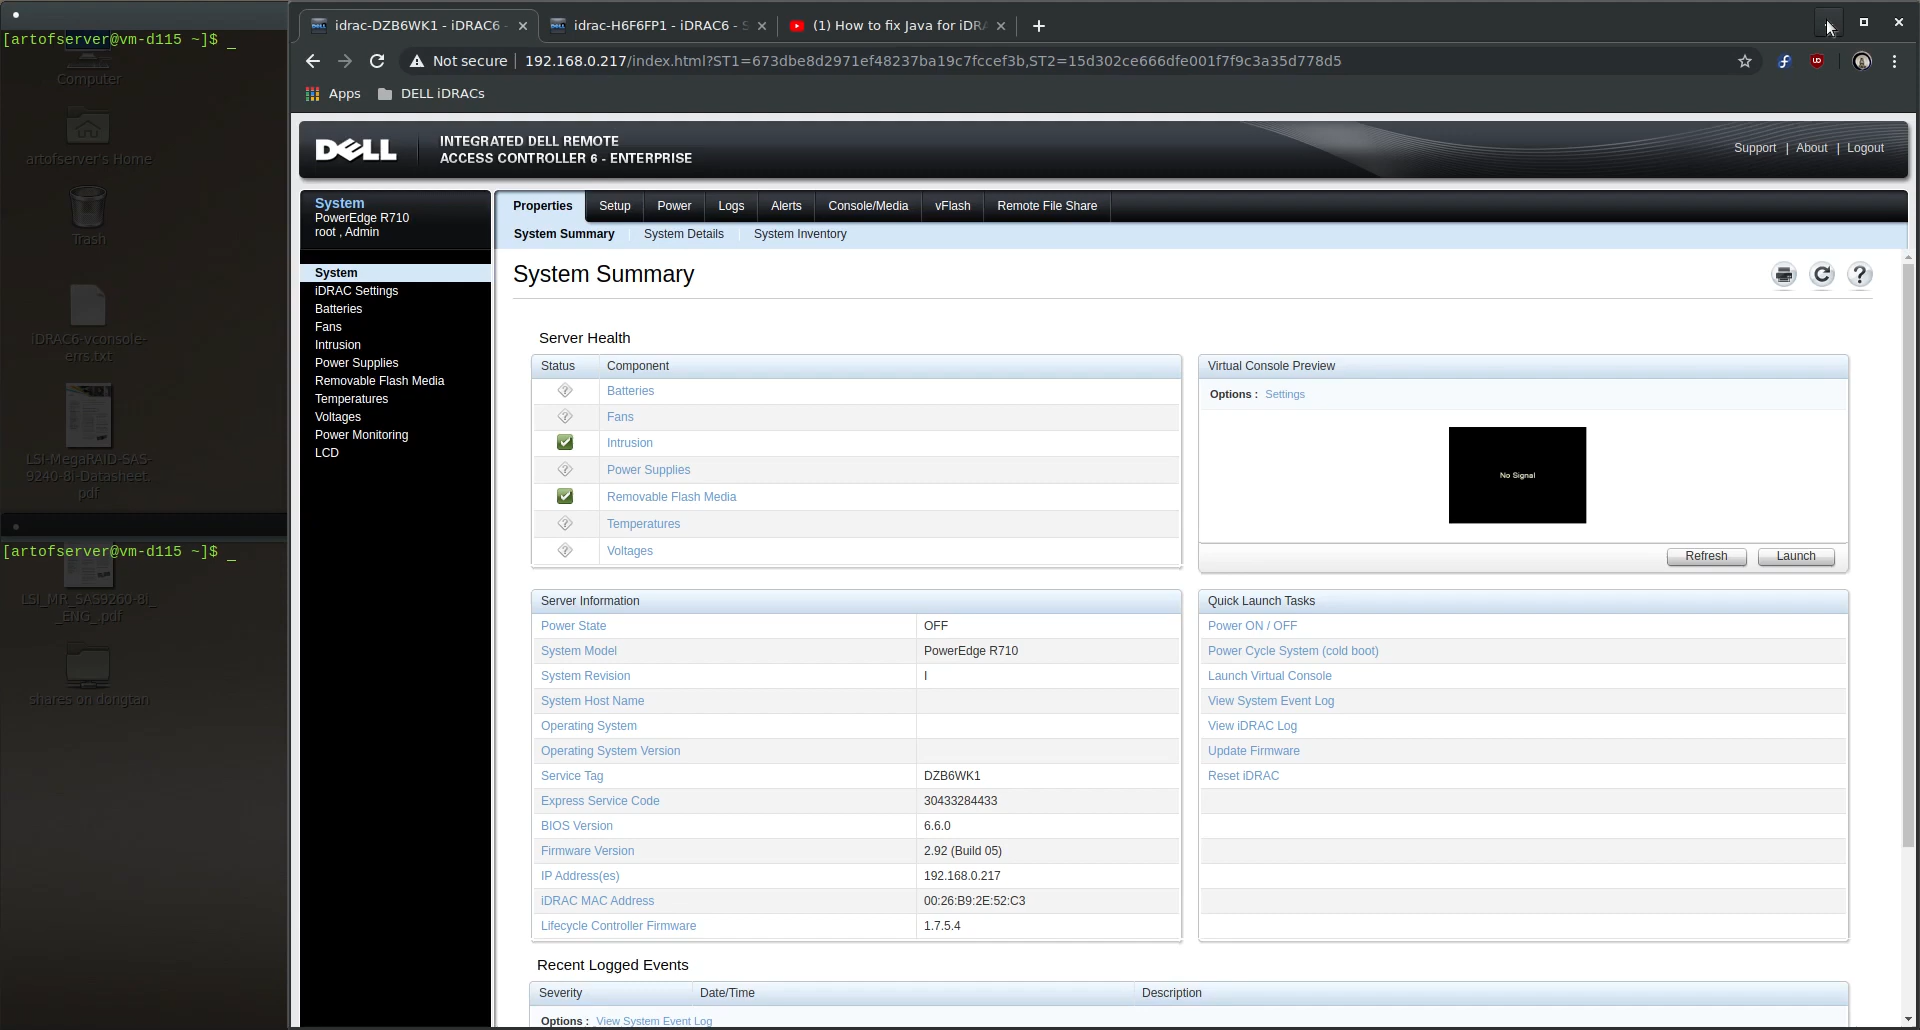 [artofserver@vm-d115 ~]$ _
Computer
artofserver's Home
Trash
iDRAC6-vconsole-
errs.txt
LSI-MegaRAID-SAS-
9240-8i-Datasheet.
pdf
[artofserver@vm-d115 ~]$ _
LSI_MR_SAS9260-8i_
_ENG_.pdf
shares on dongtan
idrac-DZB6WK1 - iDRAC6 -
idrac-H6F6FP1 - iDRAC6 - S
(1) How to fix Java for iDRA
Not secure
192.168.0.217/index.html?ST1=673dbe8d2971ef48237ba19c7fccef3b,ST2=15d302ce666dfe001f7f9c3a35d778d5
Apps
DELL iDRACs
DELL
INTEGRATED DELL REMOTE
ACCESS CONTROLLER 6 - ENTERPRISE
Support | About | Logout
System
PowerEdge R710
root , Admin
System
iDRAC Settings
Batteries
Fans
Intrusion
Power Supplies
Removable Flash Media
Temperatures
Voltages
Power Monitoring
LCD
Properties Setup Power Logs Alerts Console/Media vFlash Remote File Share
System Summary System Details System Inventory
System Summary
Server Health
Status Component
Batteries
Fans
Intrusion
Power Supplies
Removable Flash Media
Temperatures
Voltages
Virtual Console Preview
Options : Settings
No Signal
Refresh Launch
Server Information
Power State OFF
System Model PowerEdge R710
System Revision I
System Host Name
Operating System
Operating System Version
Service Tag DZB6WK1
Express Service Code 30433284433
BIOS Version 6.6.0
Firmware Version 2.92 (Build 05)
IP Address(es) 192.168.0.217
iDRAC MAC Address 00:26:B9:2E:52:C3
Lifecycle Controller Firmware 1.7.5.4
Quick Launch Tasks
Power ON / OFF
Power Cycle System (cold boot)
Launch Virtual Console
View System Event Log
View iDRAC Log
Update Firmware
Reset iDRAC
Recent Logged Events
Severity Date/Time Description
Options : View System Event Log